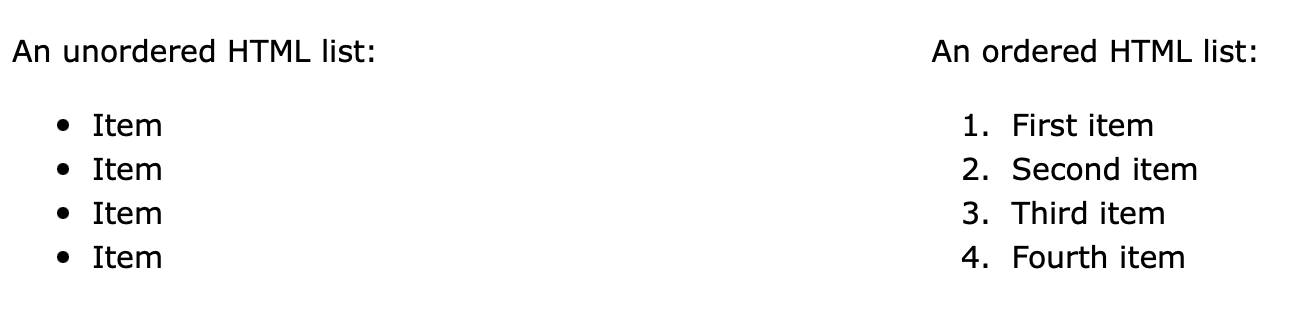 An unordered HTML list:
• Item
• Item
• Item
• Item
An ordered HTML list:
1. First item
2. Second item
3. Third item
4. Fourth item